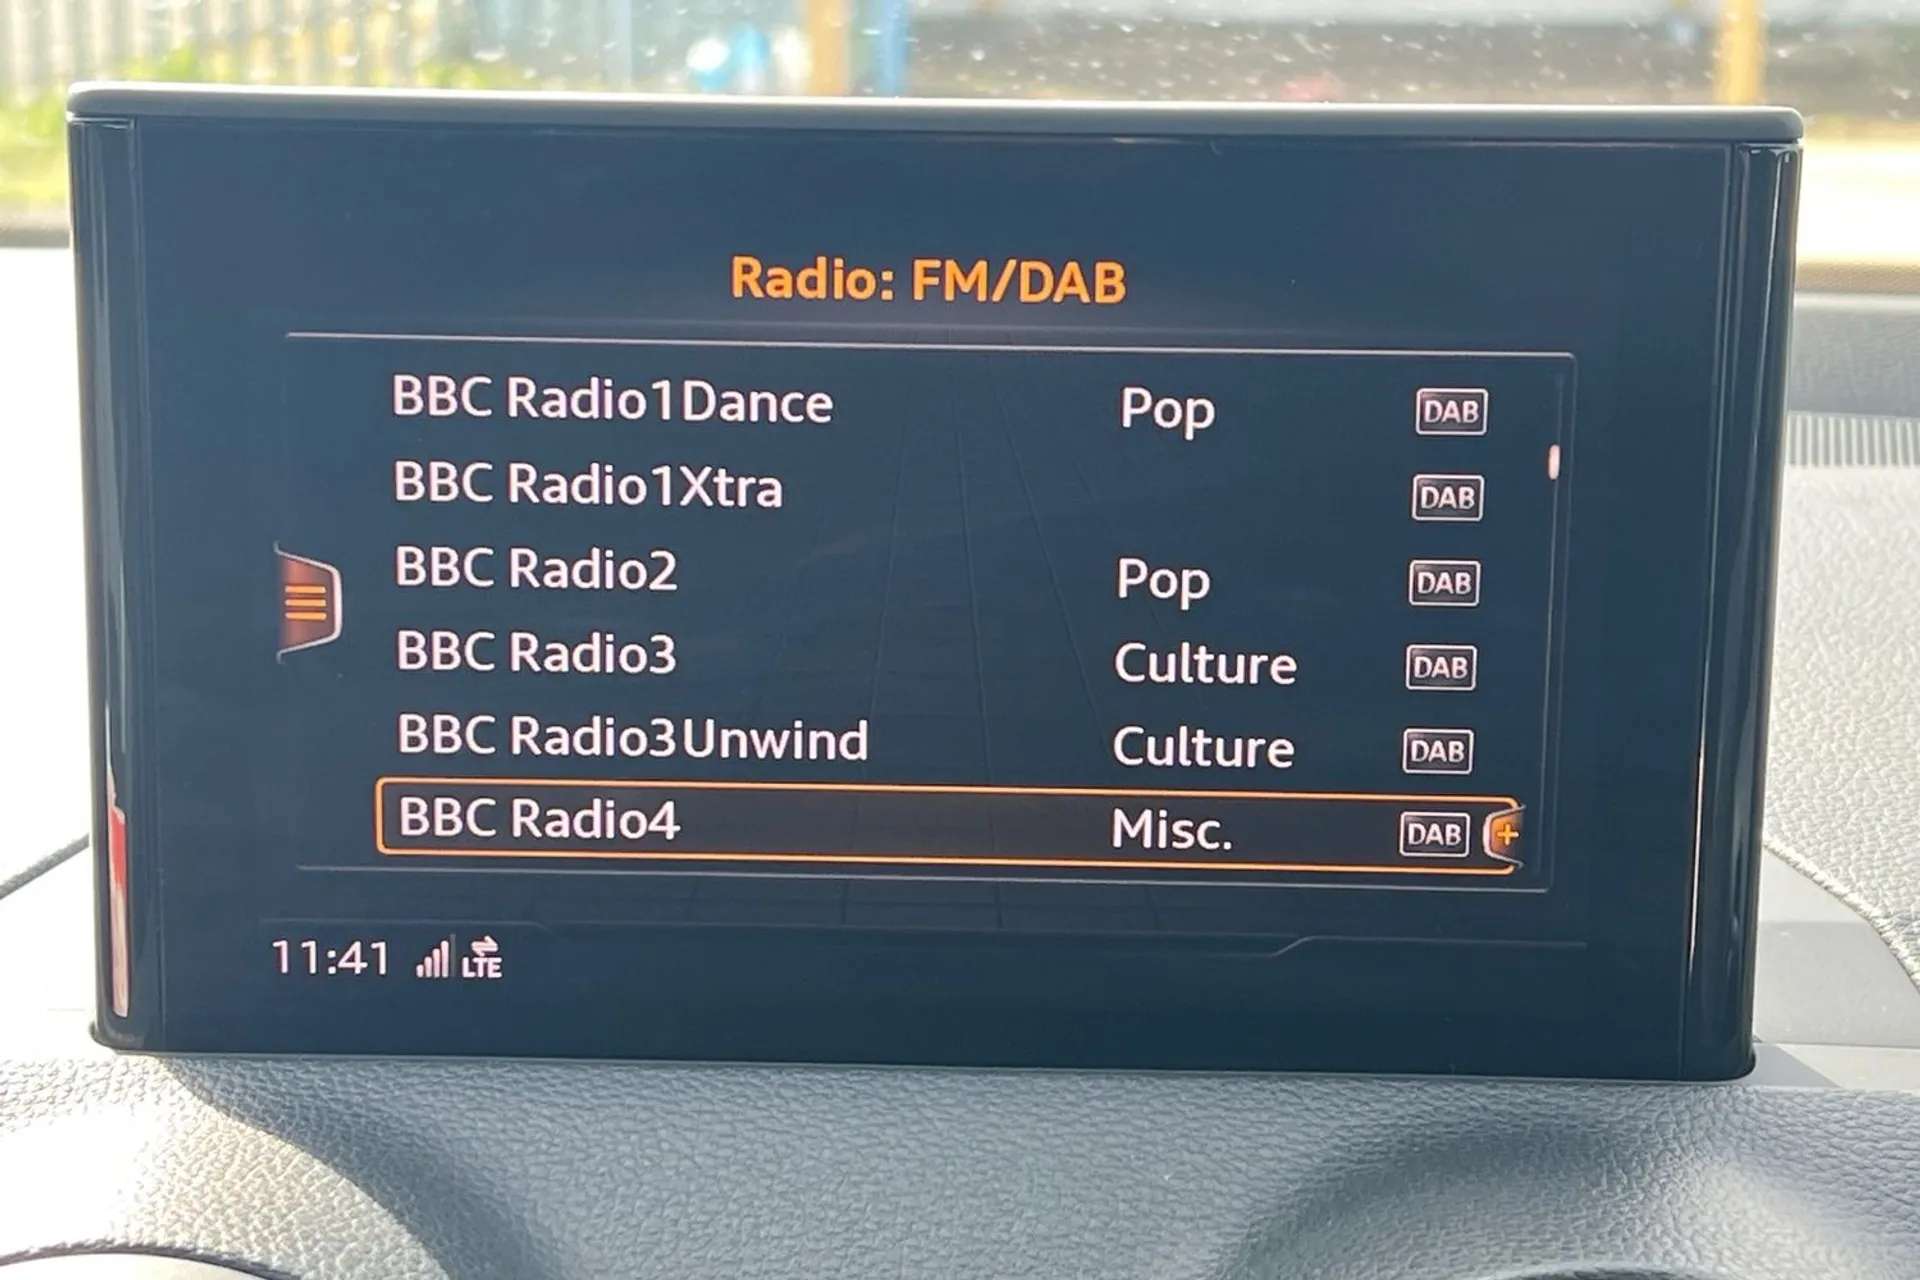 Radio: FM/DAB
BBC Radio1Dance Pop DAB
BBC Radio1Xtra DAB
BBC Radio2 Pop DAB
BBC Radio3 Culture DAB
BBC Radio3Unwind Culture DAB
BBC Radio4 Misc. DAB +
11:41 LTE